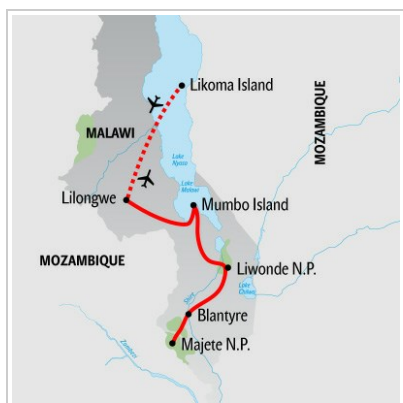 Likoma Island
MALAWI
MOZAMBIQUE
Lake
Nyasa
Lilongwe
Lake
Malawi
Mumbo Island
MOZAMBIQUE
Liwonde N.P.
Lake
Chilwa
Shire
Blantyre
Majete N.P.
Zambezi